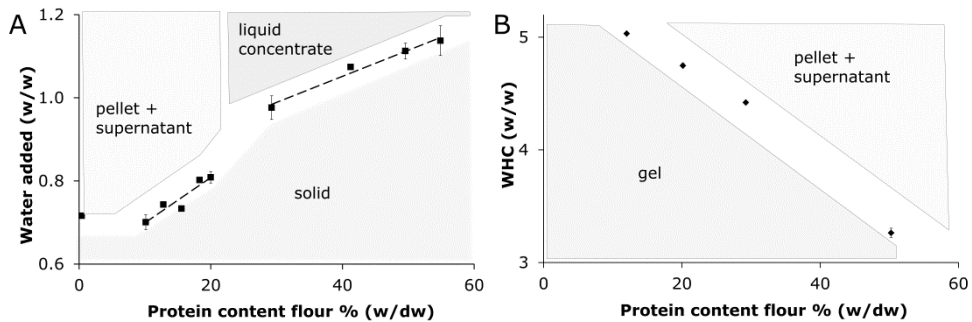 A
Water added (w/w)
1.2
1.0
0.8
0.6
0
20
40
60
Protein content flour % (w/dw)
pellet +
supernatant
liquid
concentrate
solid
B
WHC (w/w)
5
4
3
0
20
40
60
Protein content flour % (w/dw)
pellet +
supernatant
gel